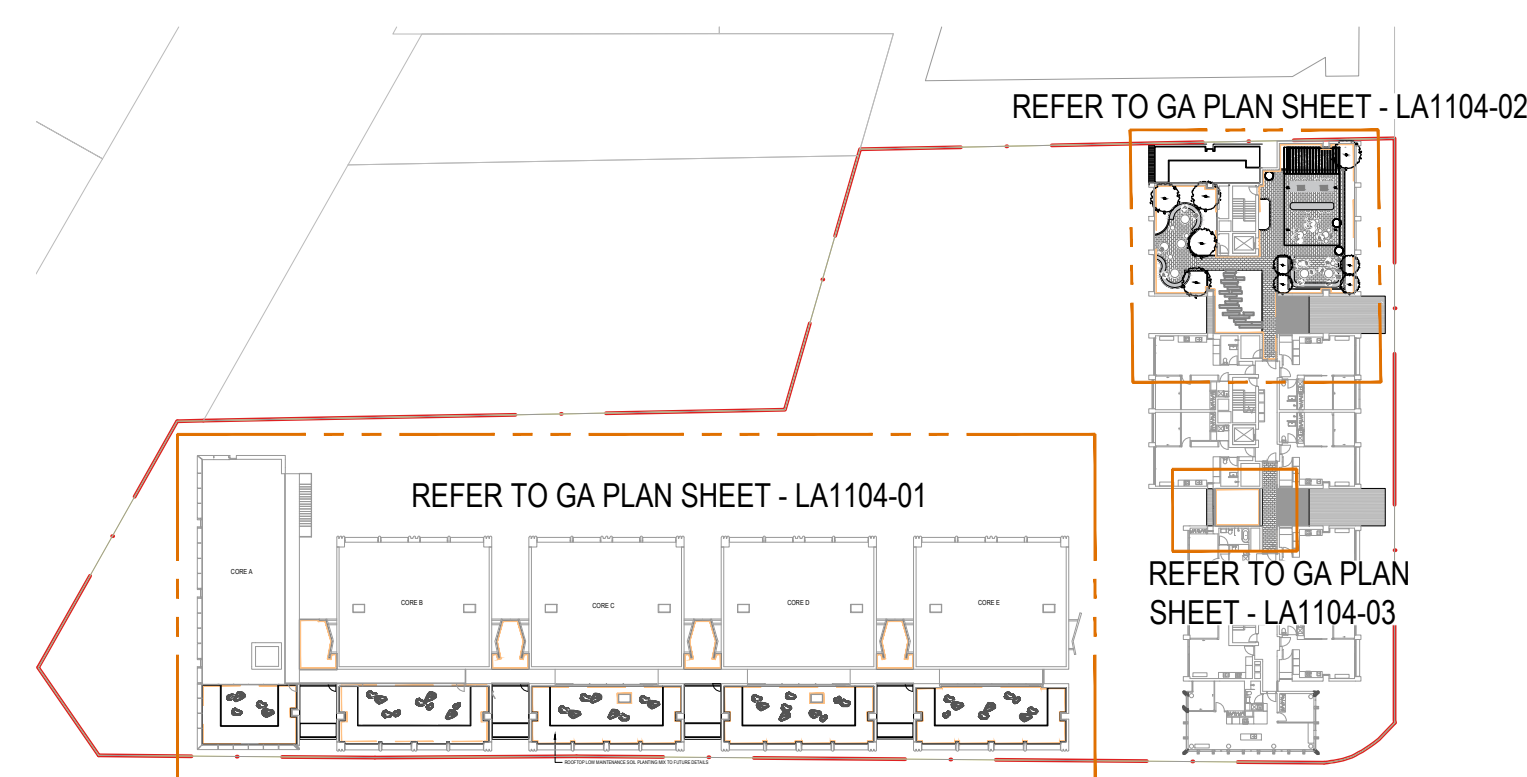 REFER TO GA PLAN SHEET - LA1104-02
REFER TO GA PLAN SHEET - LA1104-01
CORE A
CORE B
CORE C
CORE D
CORE E
REFER TO GA PLAN
SHEET - LA1104-03
ROOFTOP LOW MAINTENANCE SOIL PLANTING MIX TO FUTURE DETAILS